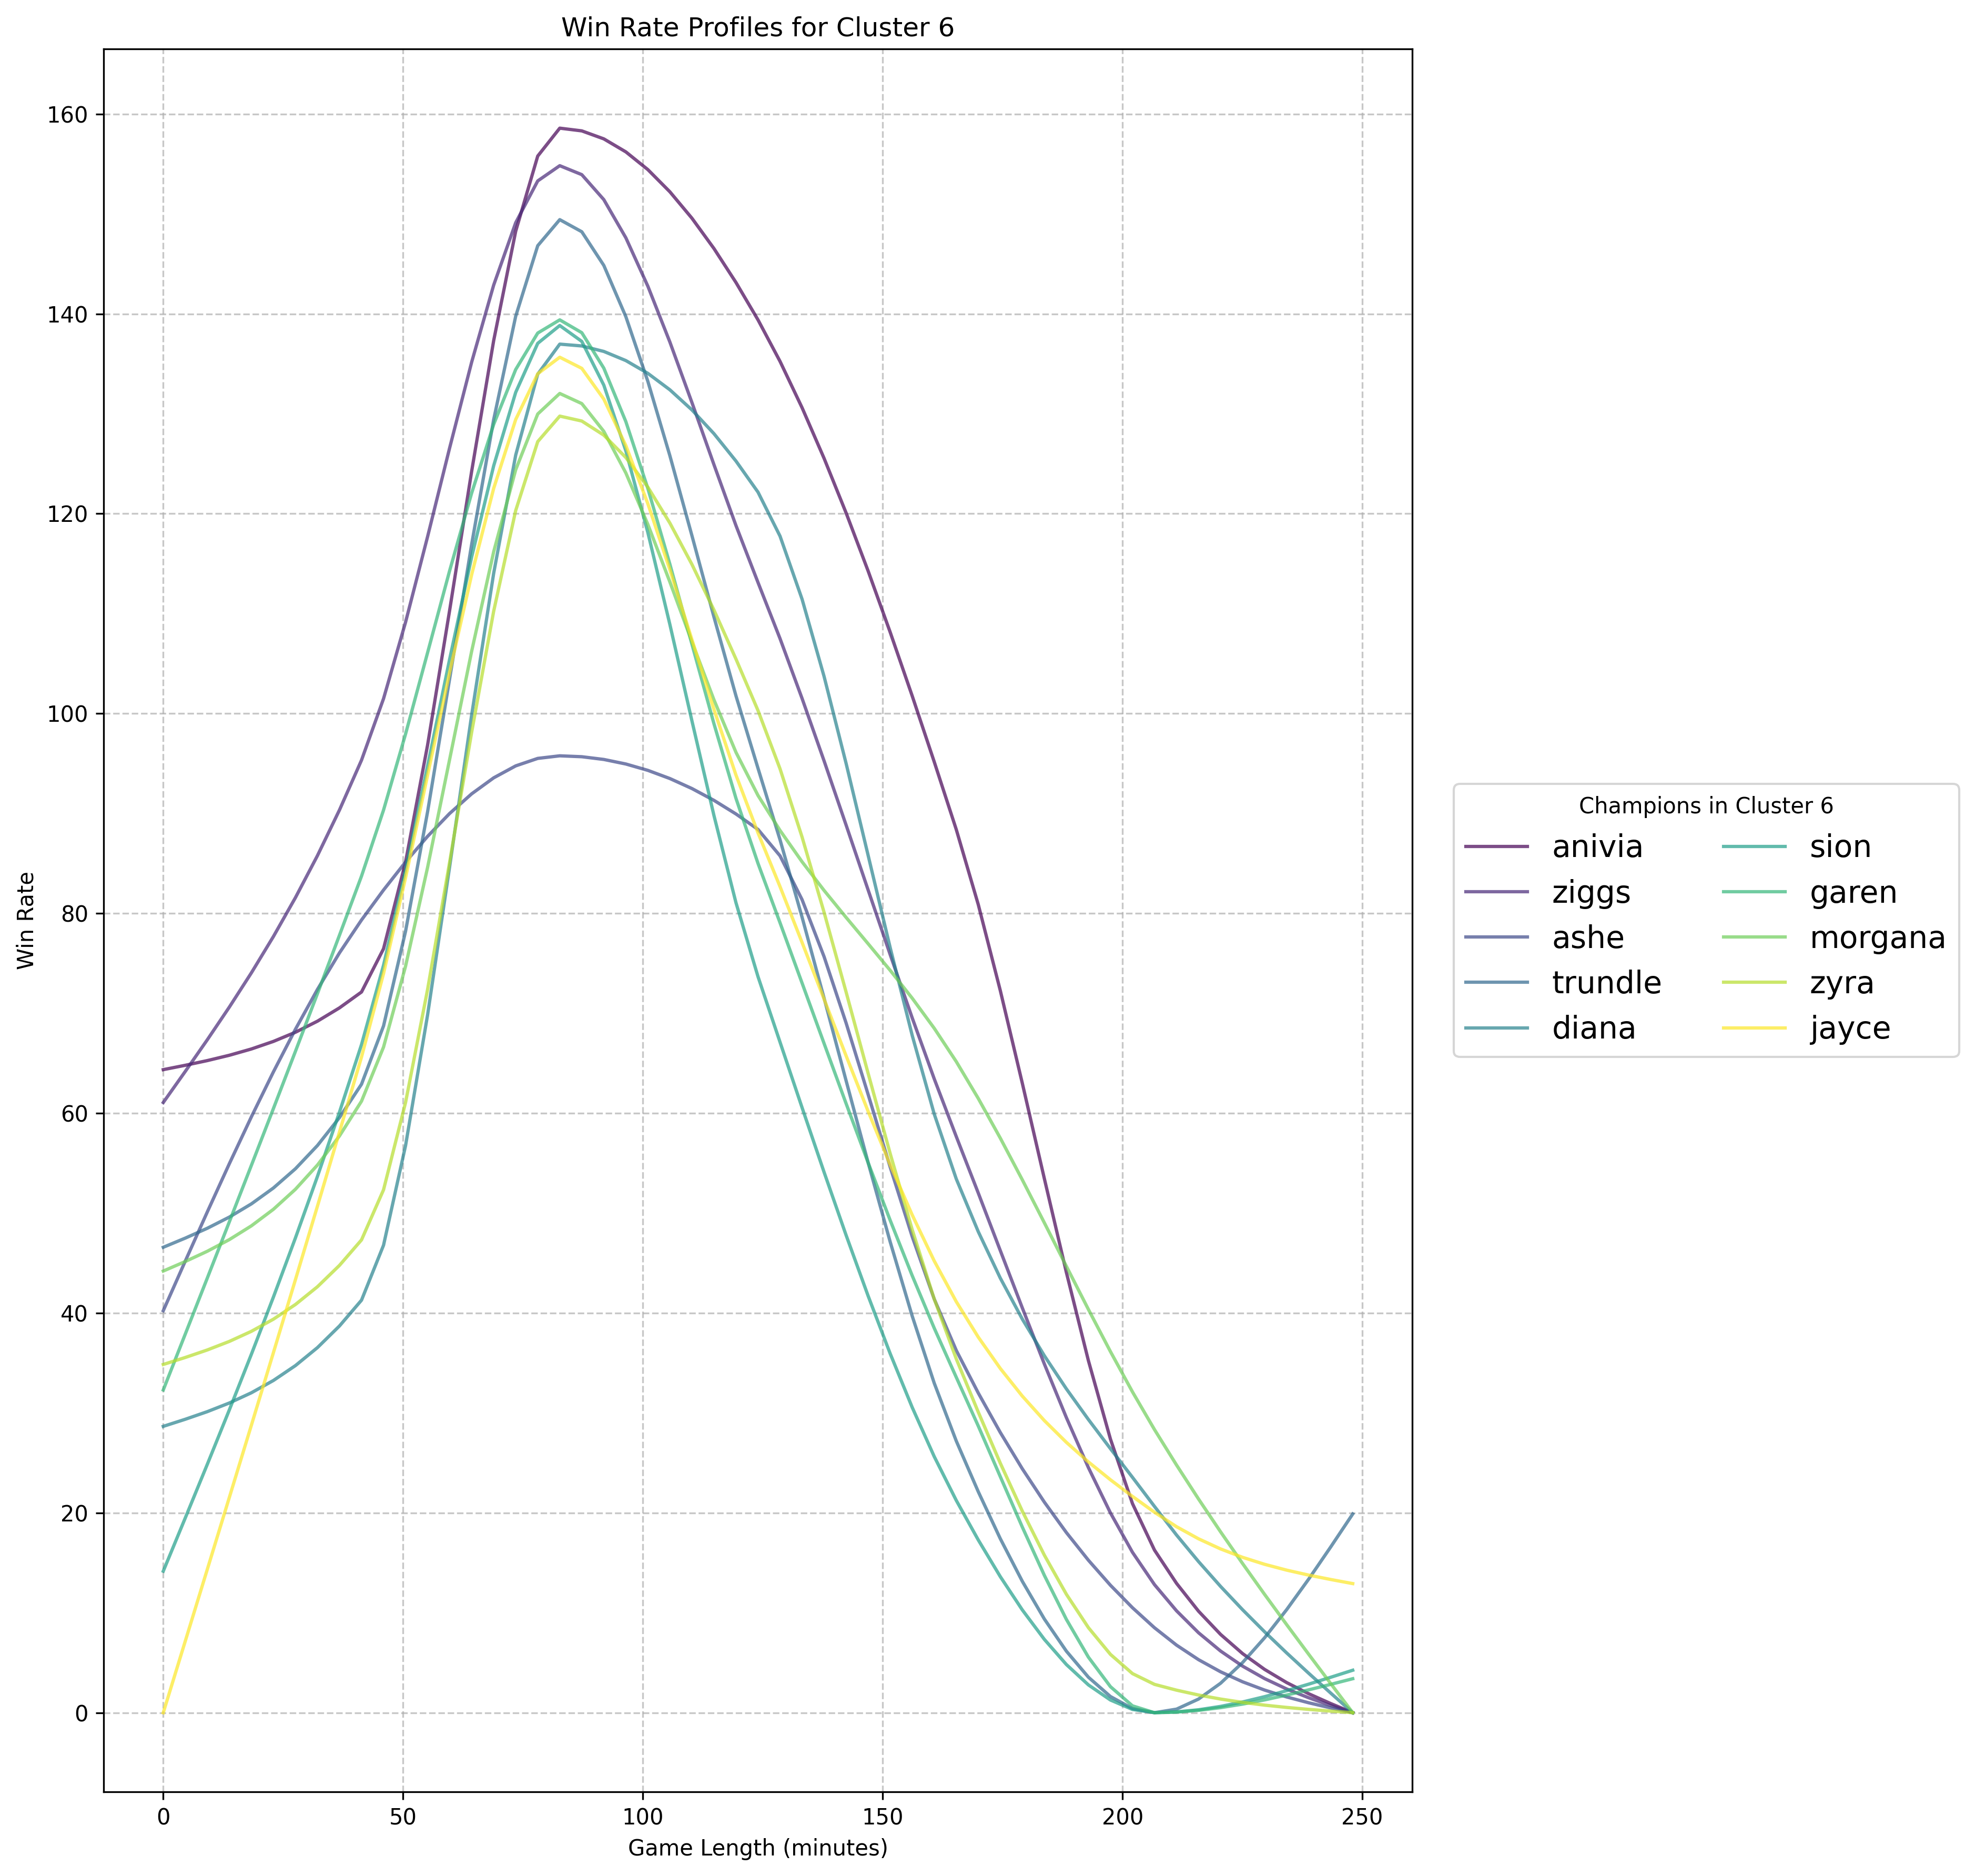 Win Rate Profiles for Cluster 6
160
140
120
100
80
60
40
20
0
Win Rate
0 50 100 150 200 250
Game Length (minutes)
Champions in Cluster 6
anivia
ziggs
ashe
trundle
diana
sion
garen
morgana
zyra
jayce